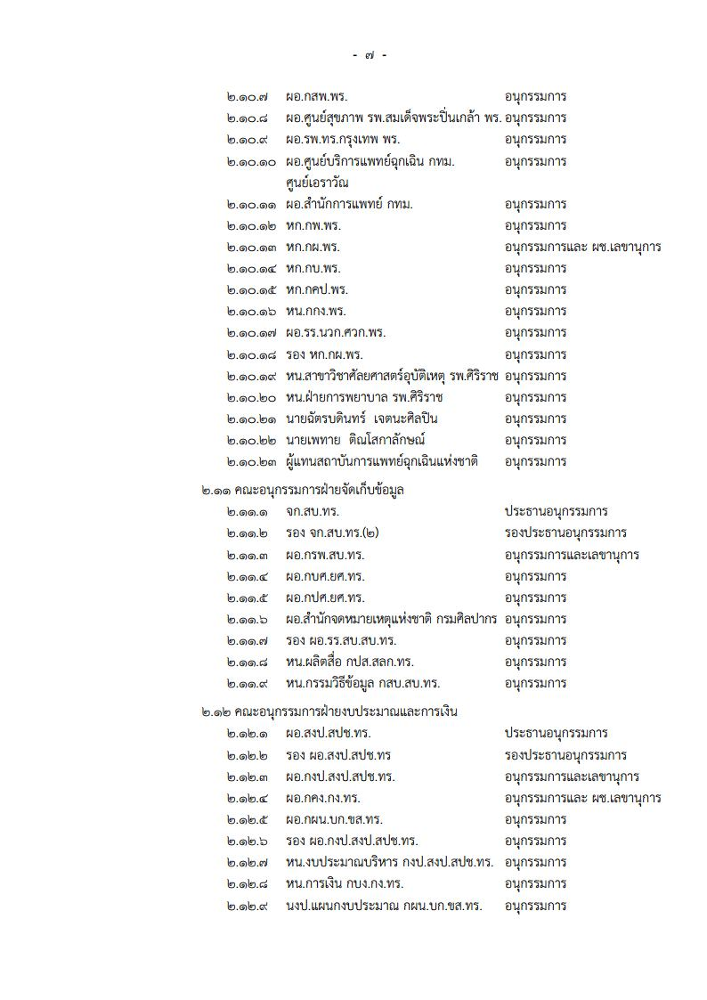 - ๗ -
๒.๑๐.๗ ผอ.กสพ.พร. อนุกรรมการ
๒.๑๐.๘ ผอ.ศูนย์สุขภาพ รพ.สมเด็จพระปิ่นเกล้า พร. อนุกรรมการ
๒.๑๐.๙ ผอ.รพ.ทร.กรุงเทพ พร. อนุกรรมการ
๒.๑๐.๑๐ ผอ.ศูนย์บริการแพทย์ฉุกเฉิน กทม. อนุกรรมการ
ศูนย์เอราวัณ
๒.๑๐.๑๑ ผอ.สำนักการแพทย์ กทม. อนุกรรมการ
๒.๑๐.๑๒ หก.กพ.พร. อนุกรรมการ
๒.๑๐.๑๓ หก.กผ.พร. อนุกรรมการและ ผช.เลขานุการ
๒.๑๐.๑๔ หก.กบ.พร. อนุกรรมการ
๒.๑๐.๑๕ หก.กคป.พร. อนุกรรมการ
๒.๑๐.๑๖ หน.กกง.พร. อนุกรรมการ
๒.๑๐.๑๗ ผอ.รร.นวก.ศวก.พร. อนุกรรมการ
๒.๑๐.๑๘ รอง หก.กผ.พร. อนุกรรมการ
๒.๑๐.๑๙ หน.สาขาวิชาศัลยศาสตร์อุบัติเหตุ รพ.ศิริราช อนุกรรมการ
๒.๑๐.๒๐ หน.ฝ่ายการพยาบาล รพ.ศิริราช อนุกรรมการ
๒.๑๐.๒๑ นายฉัตรบดินทร์ เจตนะศิลปิน อนุกรรมการ
๒.๑๐.๒๒ นายเพทาย ติณโสกาลักษณ์ อนุกรรมการ
๒.๑๐.๒๓ ผู้แทนสถาบันการแพทย์ฉุกเฉินแห่งชาติ อนุกรรมการ
๒.๑๑ คณะอนุกรรมการฝ่ายจัดเก็บข้อมูล
๒.๑๑.๑ จก.สบ.ทร. ประธานอนุกรรมการ
๒.๑๑.๒ รอง จก.สบ.ทร.(๒) รองประธานอนุกรรมการ
๒.๑๑.๓ ผอ.กรพ.สบ.ทร. อนุกรรมการและเลขานุการ
๒.๑๑.๔ ผอ.กบศ.ยศ.ทร. อนุกรรมการ
๒.๑๑.๕ ผอ.กปศ.ยศ.ทร. อนุกรรมการ
๒.๑๑.๖ ผอ.สำนักจดหมายเหตุแห่งชาติ กรมศิลปากร อนุกรรมการ
๒.๑๑.๗ รอง ผอ.รร.สบ.สบ.ทร. อนุกรรมการ
๒.๑๑.๘ หน.ผลิตสื่อ กปส.สลก.ทร. อนุกรรมการ
๒.๑๑.๙ หน.กรรมวิธีข้อมูล กสบ.สบ.ทร. อนุกรรมการ
๒.๑๒ คณะอนุกรรมการฝ่ายงบประมาณและการเงิน
๒.๑๒.๑ ผอ.สงป.สปช.ทร. ประธานอนุกรรมการ
๒.๑๒.๒ รอง ผอ.สงป.สปช.ทร รองประธานอนุกรรมการ
๒.๑๒.๓ ผอ.กงป.สงป.สปช.ทร. อนุกรรมการและเลขานุการ
๒.๑๒.๔ ผอ.กคง.กง.ทร. อนุกรรมการและ ผช.เลขานุการ
๒.๑๒.๕ ผอ.กผน.บก.ขส.ทร. อนุกรรมการ
๒.๑๒.๖ รอง ผอ.กงป.สงป.สปช.ทร. อนุกรรมการ
๒.๑๒.๗ หน.งบประมาณบริหาร กงป.สงป.สปช.ทร. อนุกรรมการ
๒.๑๒.๘ หน.การเงิน กบง.กง.ทร. อนุกรรมการ
๒.๑๒.๙ นงป.แผนกงบประมาณ กผน.บก.ขส.ทร. อนุกรรมการ